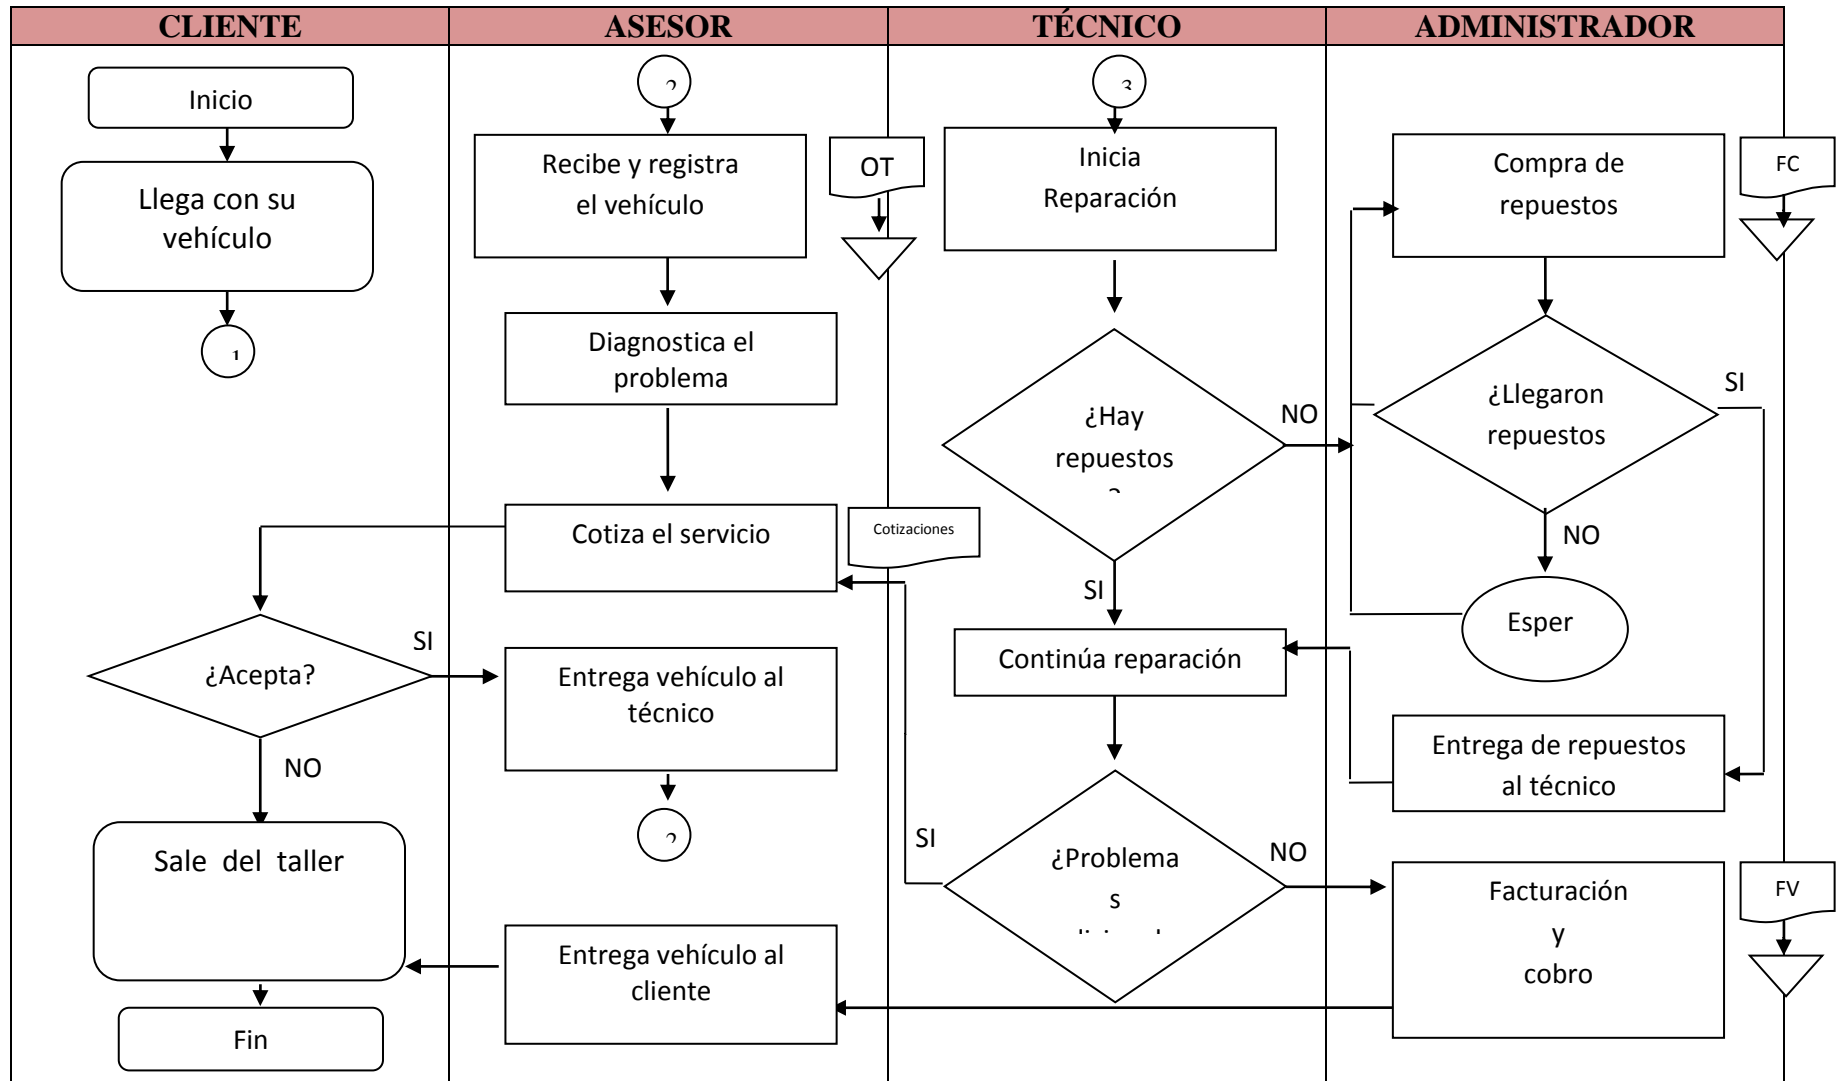 CLIENTE
ASESOR
TÉCNICO
ADMINISTRADOR
Inicio
Llega con su
vehículo
1
Recibe y registra
el vehículo
OT
Diagnostica el
problema
Cotiza el servicio
Cotizaciones
¿Acepta?
SI
NO
Entrega vehículo al
técnico
Sale del taller
Fin
Entrega vehículo al
cliente
3
Inicia
Reparación
¿Hay
repuestos
?
NO
SI
Continúa reparación
¿Problema
s
SI
NO
Compra de
repuestos
FC
¿Llegaron
repuestos
SI
NO
Esper
Entrega de repuestos
al técnico
Facturación
y
cobro
FV